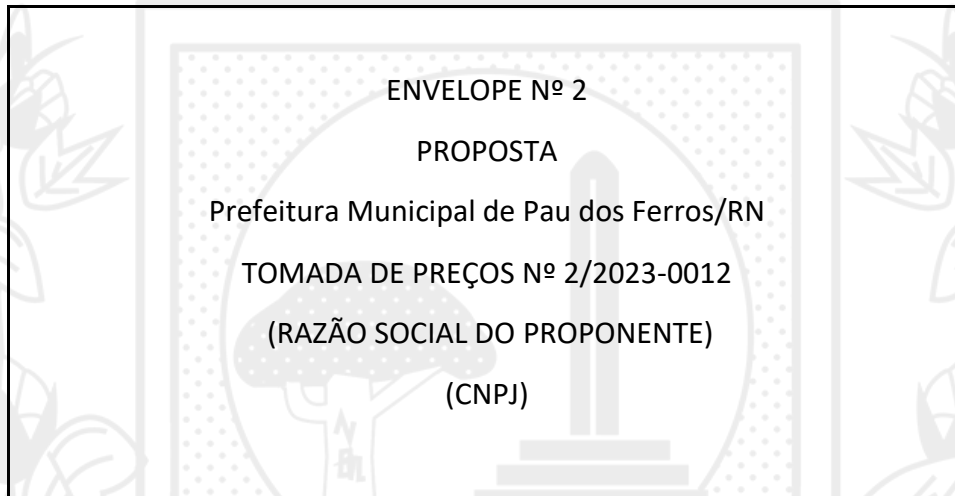 ENVELOPE Nº 2
PROPOSTA
Prefeitura Municipal de Pau dos Ferros/RN
TOMADA DE PREÇOS Nº 2/2023-0012
(RAZÃO SOCIAL DO PROPONENTE)
(CNPJ)